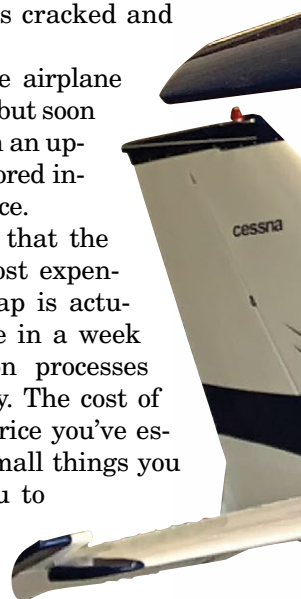 s cracked and
e airplane
but soon
n an up-
ored in-
ce.
that the
ost expen-
ap is actu-
e in a week
on processes
y. The cost of
rice you've es-
mall things you
u to
cessna